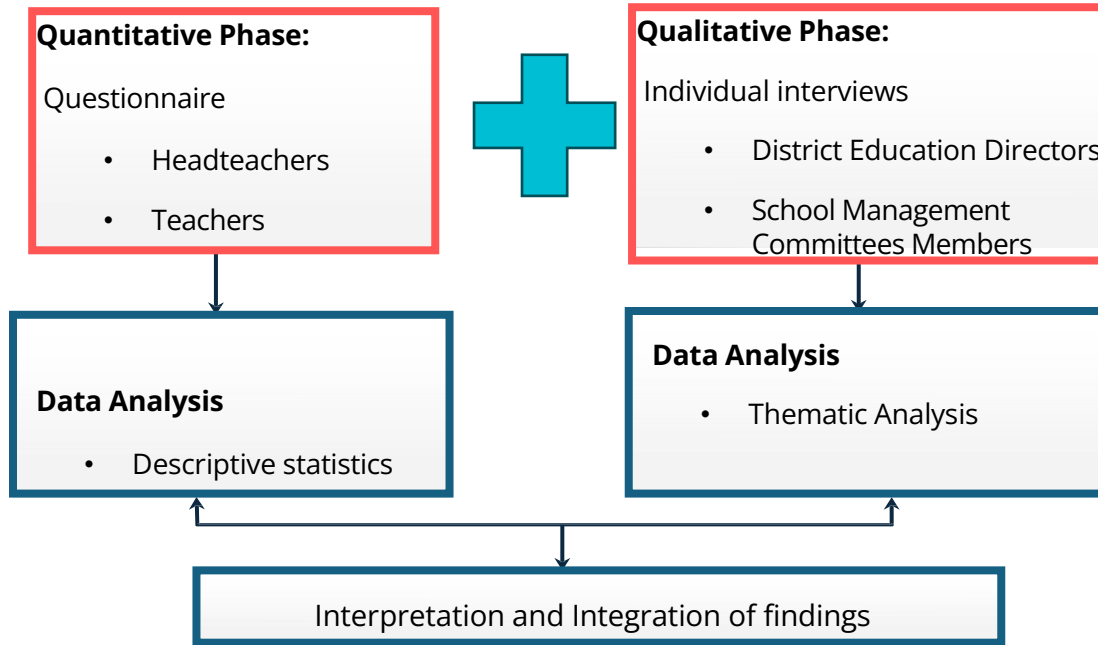 Quantitative Phase:
Questionnaire
• Headteachers
• Teachers
Qualitative Phase:
Individual interviews
• District Education Directors
• School Management
Committees Members
Data Analysis
• Descriptive statistics
Data Analysis
• Thematic Analysis
Interpretation and Integration of findings